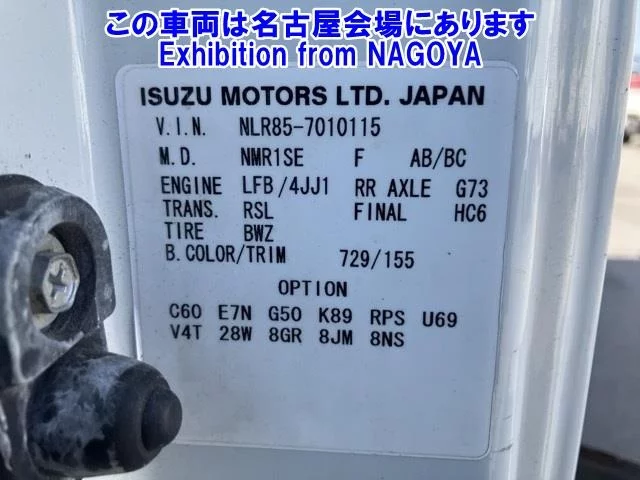 この車両は名古屋会場にあります
Exhibition from NAGOYA
ISUZU MOTORS LTD. JAPAN
V.I.N. NLR85-7010115
M.D. NMR1SE F AB/BC
ENGINE LFB/4JJ1 RR AXLE G73
TRANS. RSL FINAL HC6
TIRE BWZ
B.COLOR/TRIM 729/155
OPTION
C60 E7N G50 K89 RPS U69
V4T 28W 8GR 8JM 8NS